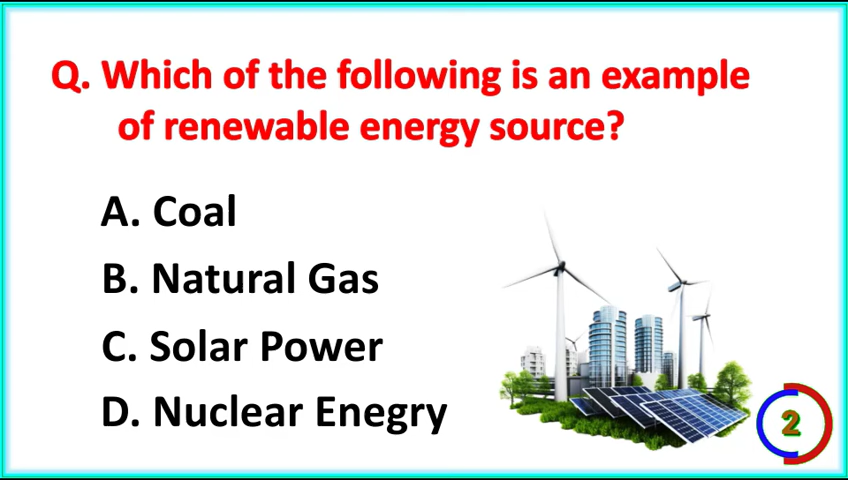 Q. Which of the following is an example
of renewable energy source?
A. Coal
B. Natural Gas
C. Solar Power
D. Nuclear Enegry
2